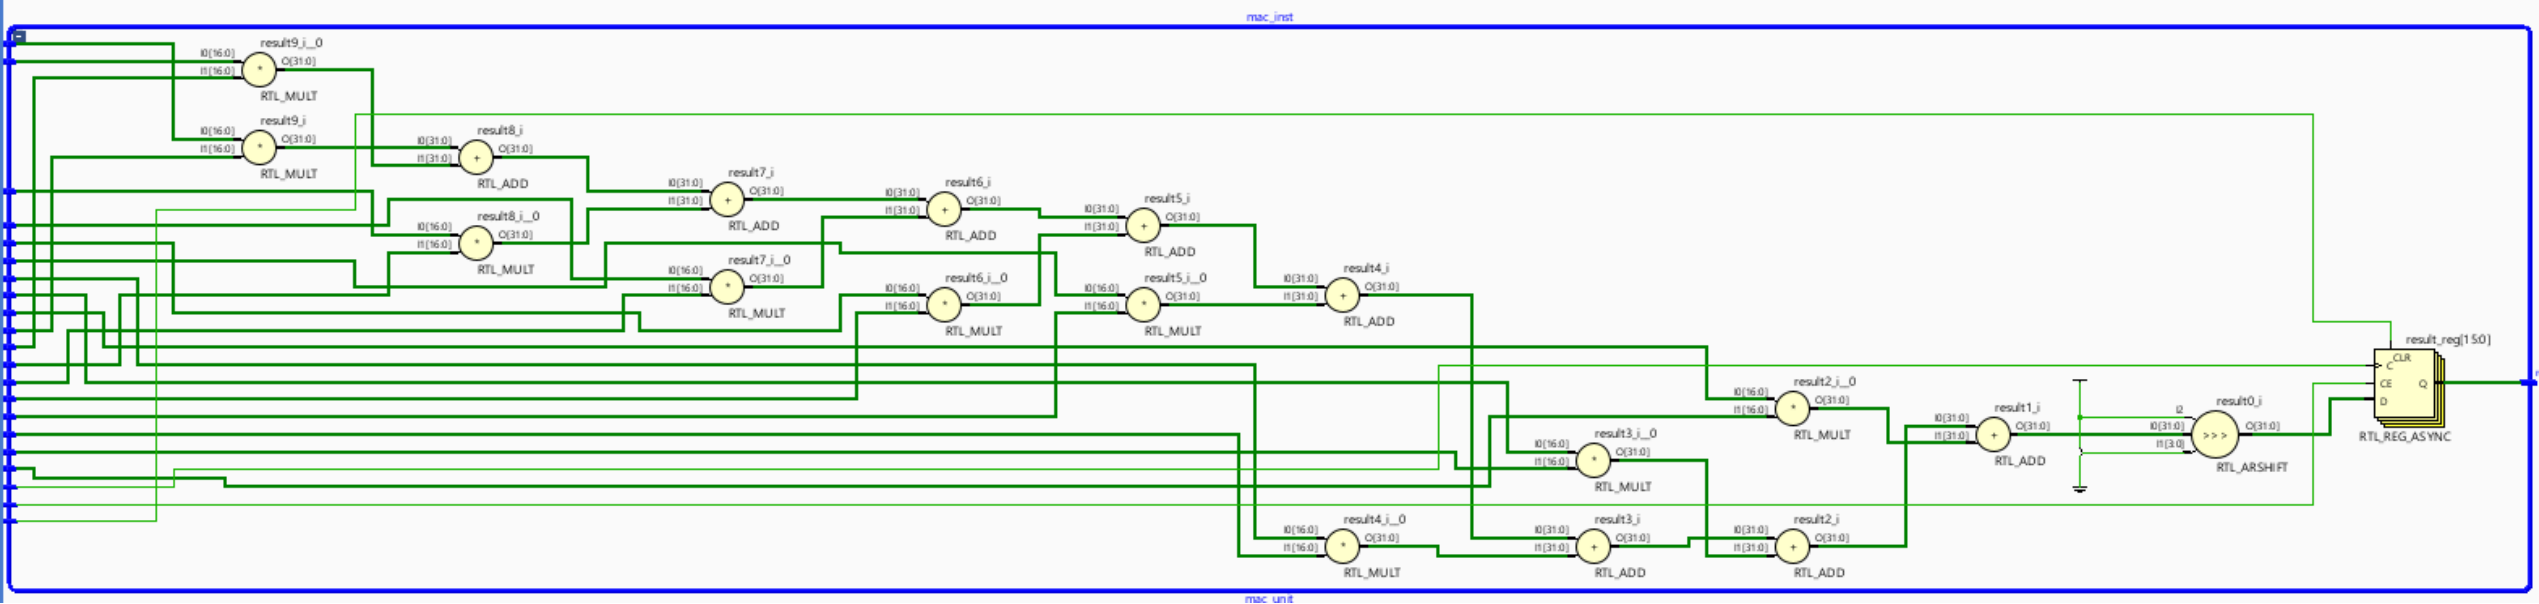 mac_inst
result9_i__0
I0[16:0]
I1[16:0]
O[31:0]
RTL_MULT
result9_i
I0[16:0]
I1[16:0]
O[31:0]
RTL_MULT
result8_i
I0[31:0]
I1[31:0]
O[31:0]
RTL_ADD
result8_i__0
I0[16:0]
I1[16:0]
O[31:0]
RTL_MULT
result7_i
I0[31:0]
I1[31:0]
O[31:0]
RTL_ADD
result7_i__0
I0[16:0]
I1[16:0]
O[31:0]
RTL_MULT
result6_i
I0[31:0]
I1[31:0]
O[31:0]
RTL_ADD
result6_i__0
I0[16:0]
I1[16:0]
O[31:0]
RTL_MULT
result5_i
I0[31:0]
I1[31:0]
O[31:0]
RTL_ADD
result5_i__0
I0[16:0]
I1[16:0]
O[31:0]
RTL_MULT
result4_i
I0[31:0]
I1[31:0]
O[31:0]
RTL_ADD
result4_i__0
I0[16:0]
I1[16:0]
O[31:0]
RTL_MULT
result3_i__0
I0[16:0]
I1[16:0]
O[31:0]
RTL_MULT
result3_i
I0[31:0]
I1[31:0]
O[31:0]
RTL_ADD
result2_i__0
I0[16:0]
I1[16:0]
O[31:0]
RTL_MULT
result2_i
I0[31:0]
I1[31:0]
O[31:0]
RTL_ADD
result1_i
I0[31:0]
I1[31:0]
O[31:0]
RTL_ADD
result0_i
I2
I0[31:0]
I1[3:0]
>>>
O[31:0]
RTL_ARSHIFT
result_reg[15:0]
CLR
C
CE
D
Q
RTL_REG_ASYNC
mac_unit